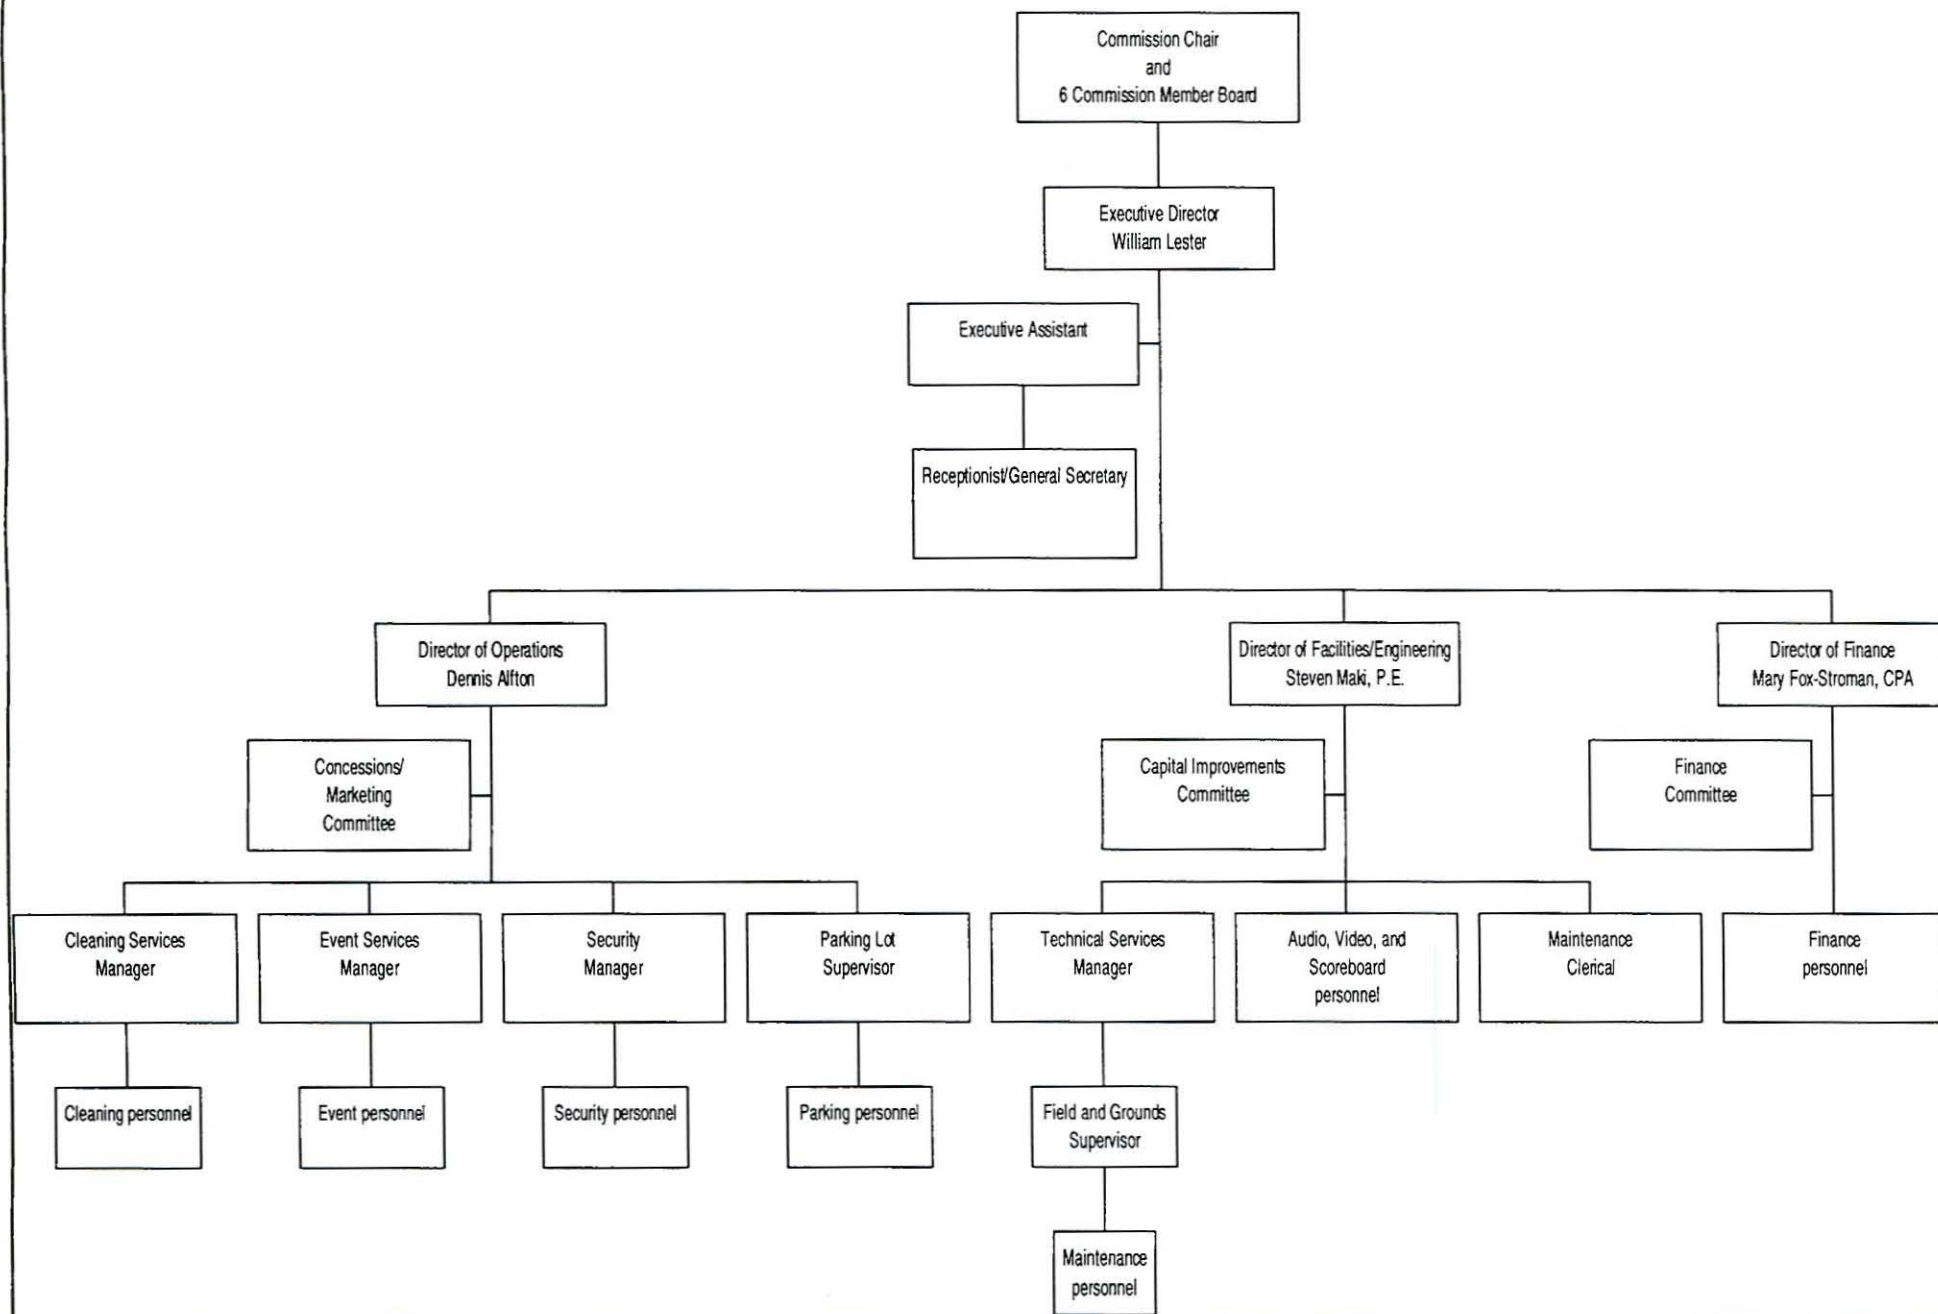 Commission Chair
and
6 Commission Member Board
Executive Director
William Lester
Executive Assistant
Receptionist/General Secretary
Director of Operations
Dennis Alfton
Director of Facilities/Engineering
Steven Maki, P.E.
Director of Finance
Mary Fox-Stroman, CPA
Concessions/
Marketing
Committee
Capital Improvements
Committee
Finance
Committee
Cleaning Services
Manager
Event Services
Manager
Security
Manager
Parking Lot
Supervisor
Technical Services
Manager
Audio, Video, and
Scoreboard
personnel
Maintenance
Clerical
Finance
personnel
Cleaning personnel
Event personnel
Security personnel
Parking personnel
Field and Grounds
Supervisor
Maintenance
personnel